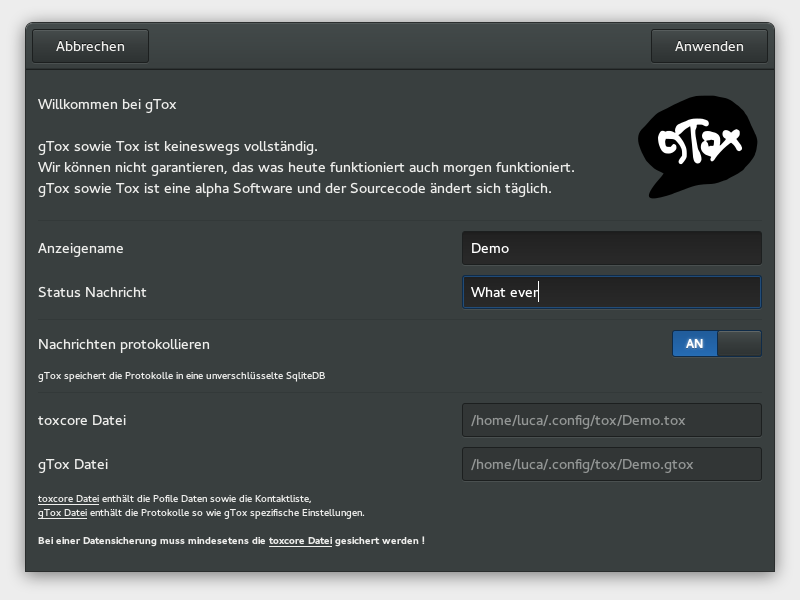 Abbrechen
Anwenden
Willkommen bei gTox
gTox
gTox sowie Tox ist keineswegs vollständig.
Wir können nicht garantieren, das was heute funktioniert auch morgen funktioniert.
gTox sowie Tox ist eine alpha Software und der Sourcecode ändert sich täglich.
Anzeigename
Demo
Status Nachricht
What ever
Nachrichten protokollieren
AN
gTox speichert die Protokolle in eine unverschlüsselte SqliteDB
toxcore Datei
/home/luca/.config/tox/Demo.tox
gTox Datei
/home/luca/.config/tox/Demo.gtox
toxcore Datei enthält die Pofile Daten sowie die Kontaktliste,
gTox Datei enthält die Protokolle so wie gTox spezifische Einstellungen.
Bei einer Datensicherung muss mindesetens die toxcore Datei gesichert werden !